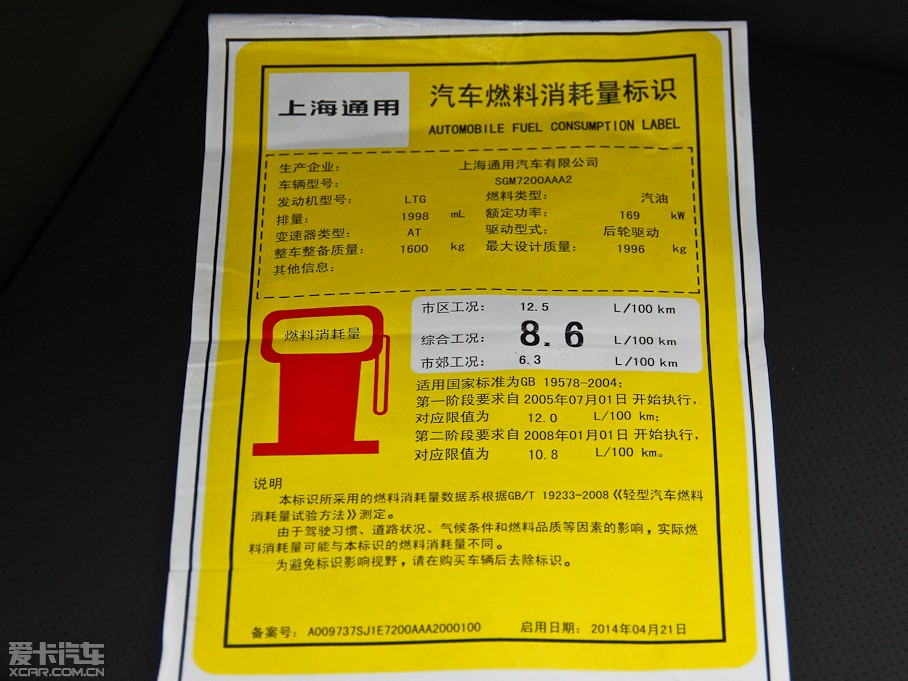 上海通用
汽车燃料消耗量标识
AUTOMOBILE FUEL CONSUMPTION LABEL
生产企业： 上海通用汽车有限公司
车辆型号： SGM7200AAA2
发动机型号： LTG 燃料类型： 汽油
排量： 1998 mL 额定功率： 169 kW
变速器类型： AT 驱动型式： 后轮驱动
整车整备质量： 1600 kg 最大设计质量： 1996 kg
其他信息：
燃料消耗量
市区工况： 12.5 L/100 km
综合工况： 8.6 L/100 km
市郊工况： 6.3 L/100 km
适用国家标准为GB 19578-2004；
第一阶段要求自2005年07月01日开始执行，
对应限值为 12.0 L/100 km；
第二阶段要求自2008年01月01日开始执行，
对应限值为 10.8 L/100 km。
说明
本标识所采用的燃料消耗量数据系根据GB/T 19233-2008《轻型汽车燃料
消耗量试验方法》测定。
由于驾驶习惯、道路状况、气候条件和燃料品质等因素的影响，实际燃
料消耗量可能与本标识的燃料消耗量不同。
为避免标识影响视野，请在购买车辆后去除标识。
备案号： A009737SJ1E7200AAA2000100 启用日期： 2014年04月21日
爱卡汽车
XCAR.COM.CN